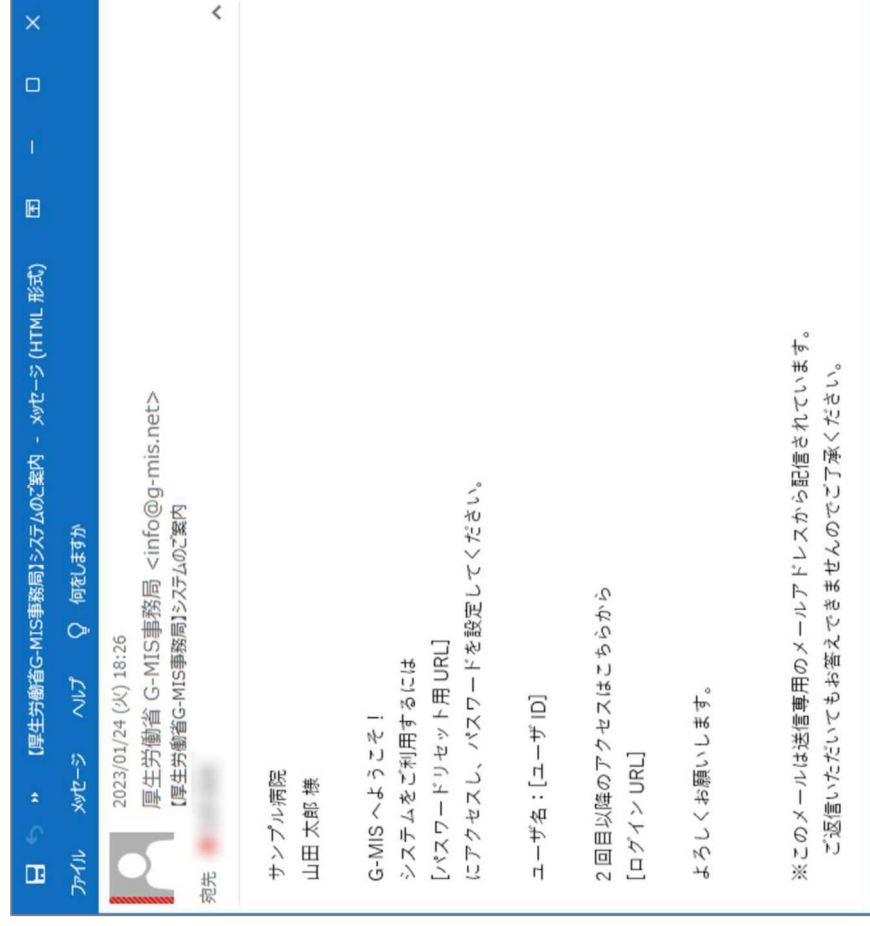 【厚生労働省G-MIS事務局】システムのご案内 - メッセージ (HTML 形式)
ファイル メッセージ ヘルプ 何をしますか
2023/01/24 (火) 18:26
厚生労働省 G-MIS事務局 <info@g-mis.net>
【厚生労働省G-MIS事務局】システムのご案内
宛先
サンプル病院
山田 太郎 様
G-MIS へようこそ！
システムをご利用するには
[パスワードリセット用 URL]
にアクセスし、パスワードを設定してください。
ユーザ名：[ユーザ ID]
２回目以降のアクセスはこちらから
[ログイン URL]
よろしくお願いします。
※このメールは送信専用のメールアドレスから配信されています。
ご返信いただいてもお答えできませんのでご了承ください。